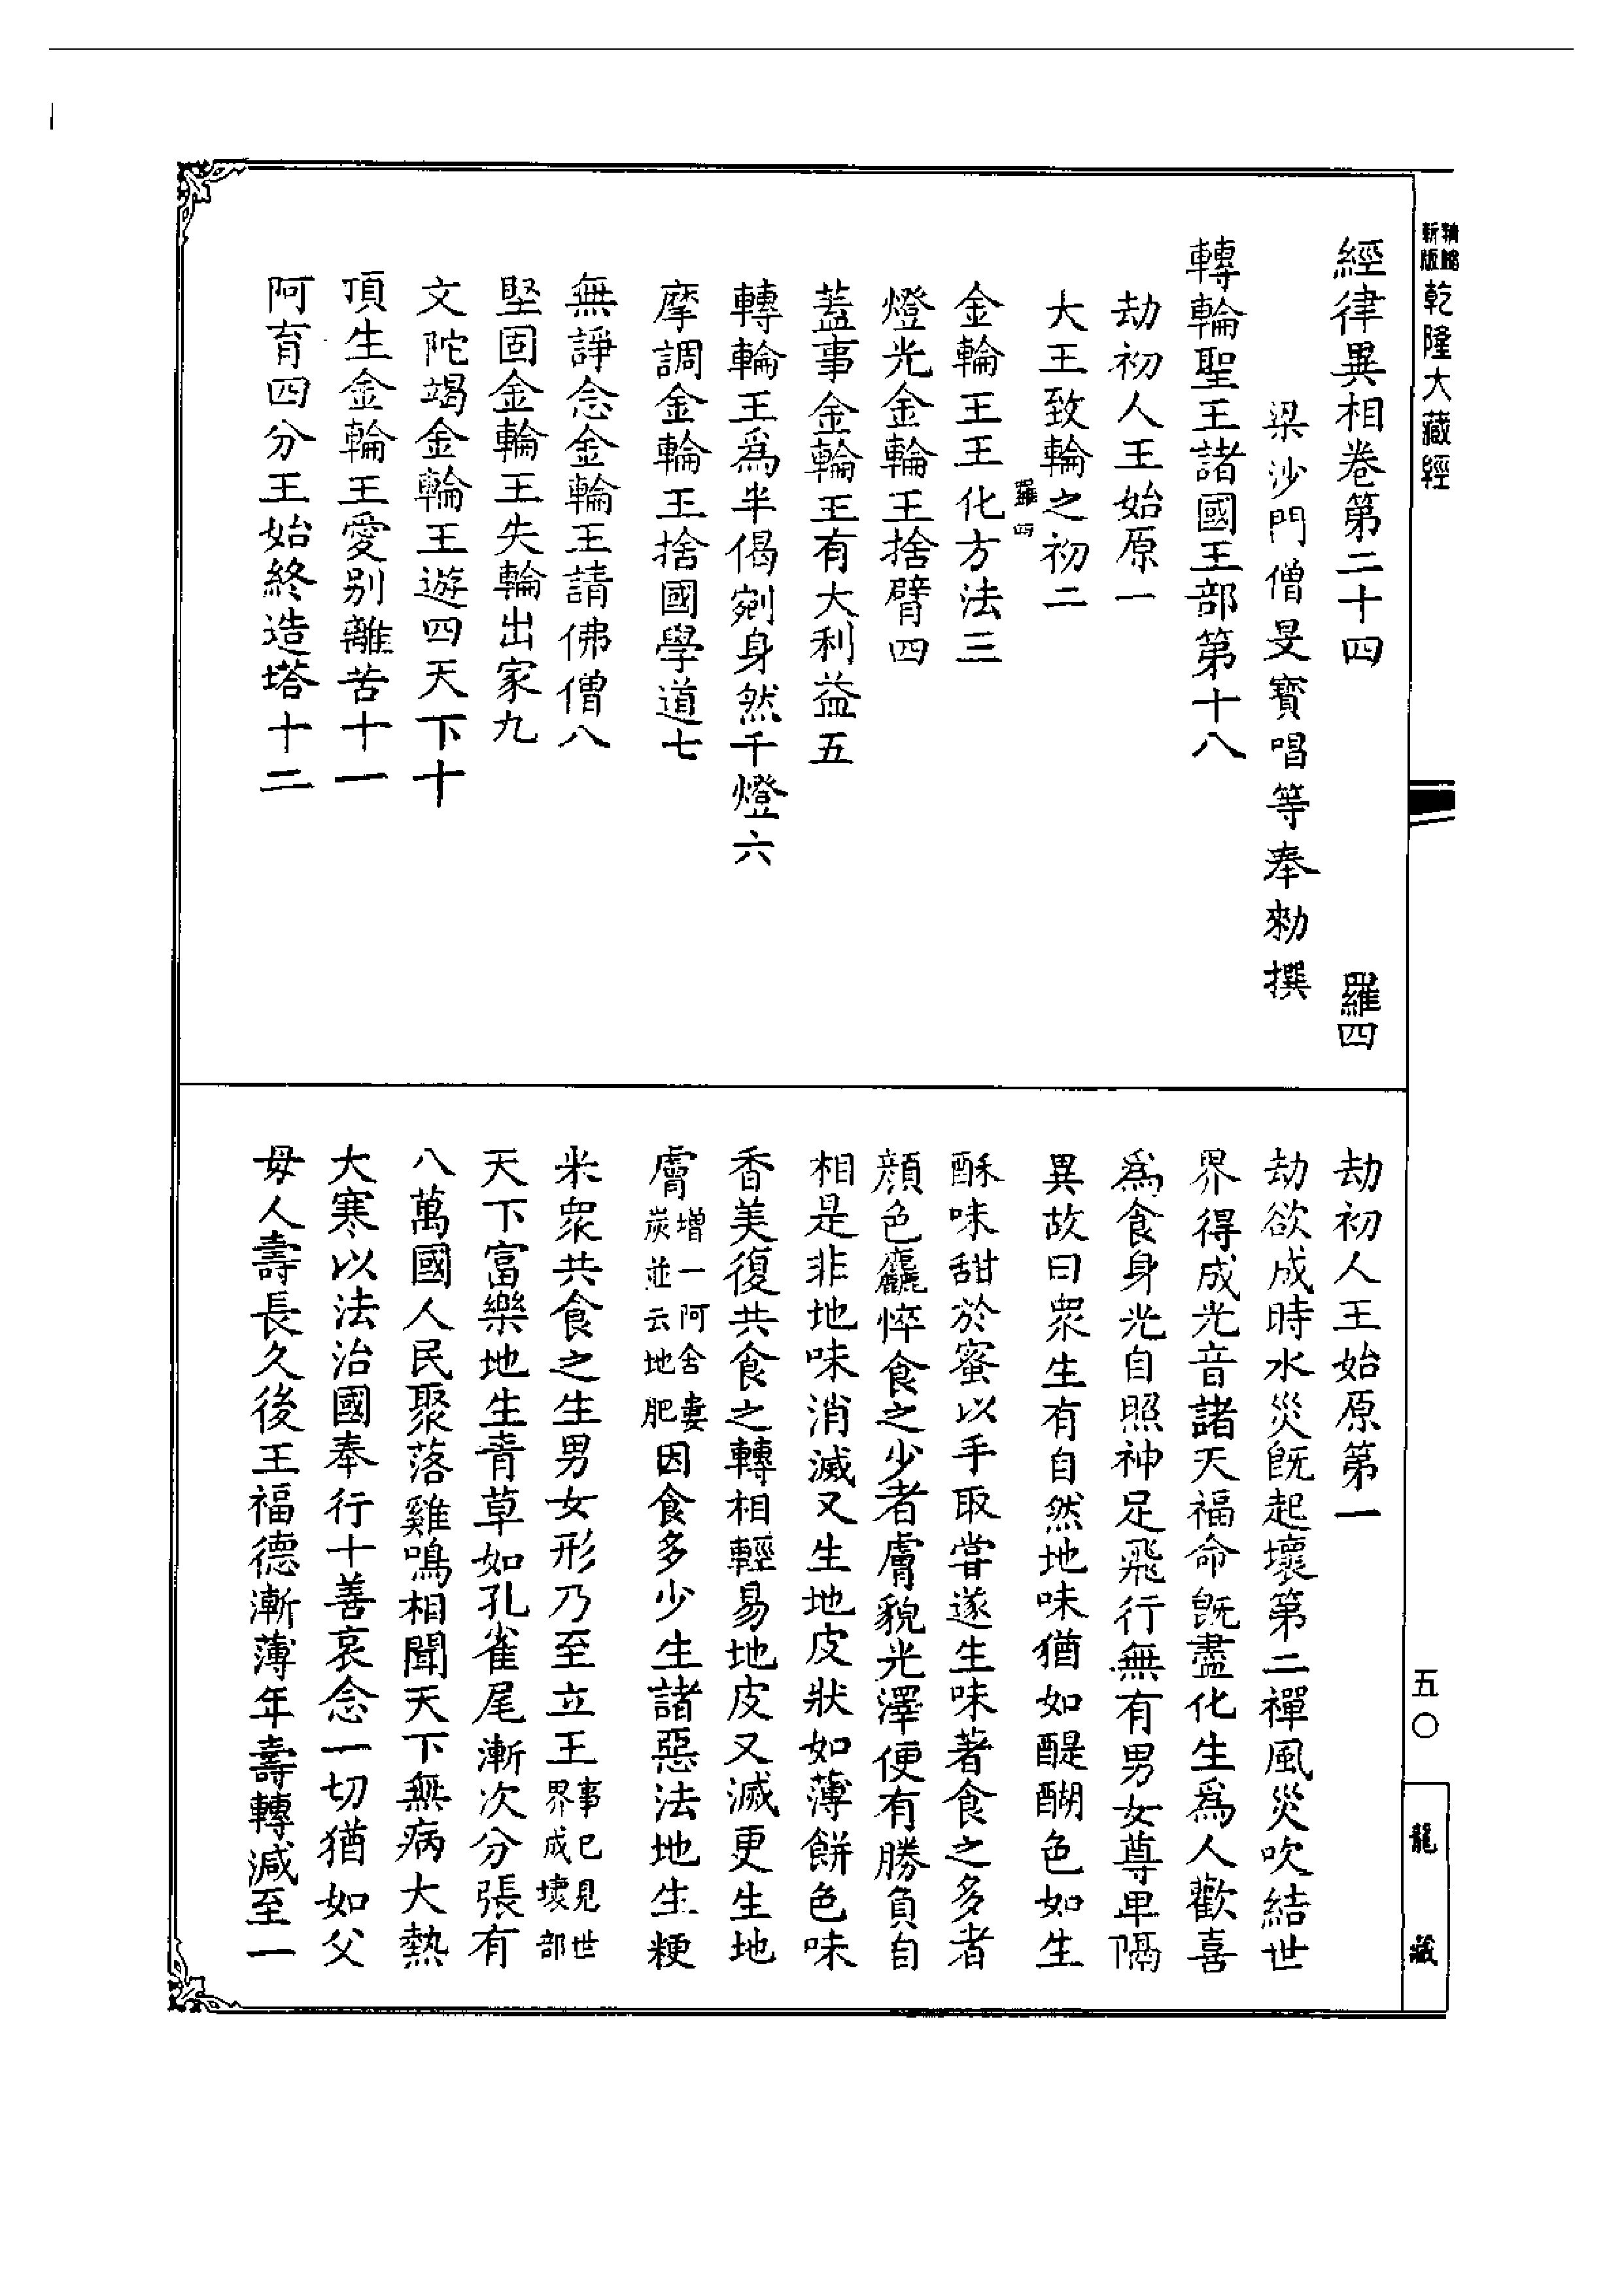 新版精縮乾隆大藏經
經律異相卷第二十四　羅四
梁沙門僧旻寶唱等奉勑撰
轉輪聖王諸國王部第十八
劫初人王始原一
大王致輪之初二
羅四
金輪王王化方法三
燈光金輪王捨臂四
蓋事金輪王有大利益五
轉輪王為半偈剜身然千燈六
摩調金輪王捨國學道七
無諍念金輪王請佛僧八
堅固金輪王失輪出家九
文陀竭金輪王遊四天下十
頂生金輪王愛別離苦十一
阿育四分王始終造塔十二
劫初人王始原第一
劫欲成時水災旣起壞第二禪風災吹結世
界得成光音諸天福命旣盡化生爲人歡喜
爲食身光自照神足飛行無有男女尊卑隔
異故曰衆生有自然地味猶如醍醐色如生
酥味甜於蜜以手取嘗遂生味著食之多者
顏色麤悴食之少者膚貌光澤便有勝負自
相是非地味消滅又生地皮狀如薄餅色味
香美復共食之轉相輕易地皮又滅更生地
膚增一阿含婁炭並云地肥因食多少生諸惡法地生粳
米衆共食之生男女形乃至立王事已見世界成壞部
天下富樂地生青草如孔雀尾漸次分張有
八萬國人民聚落雞鳴相聞天下無病大熱
大寒以法治國奉行十善哀念一切猶如父
母人壽長久後王福德漸薄年壽轉減至一
五〇
龍藏